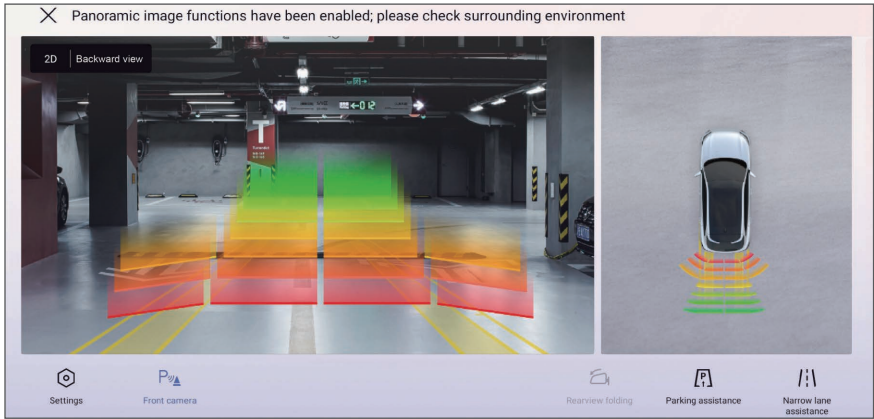 Panoramic image functions have been enabled; please check surrounding environment
2D Backward view
012
T
P
Settings
Front camera
Rearview folding
Parking assistance
Narrow lane
assistance